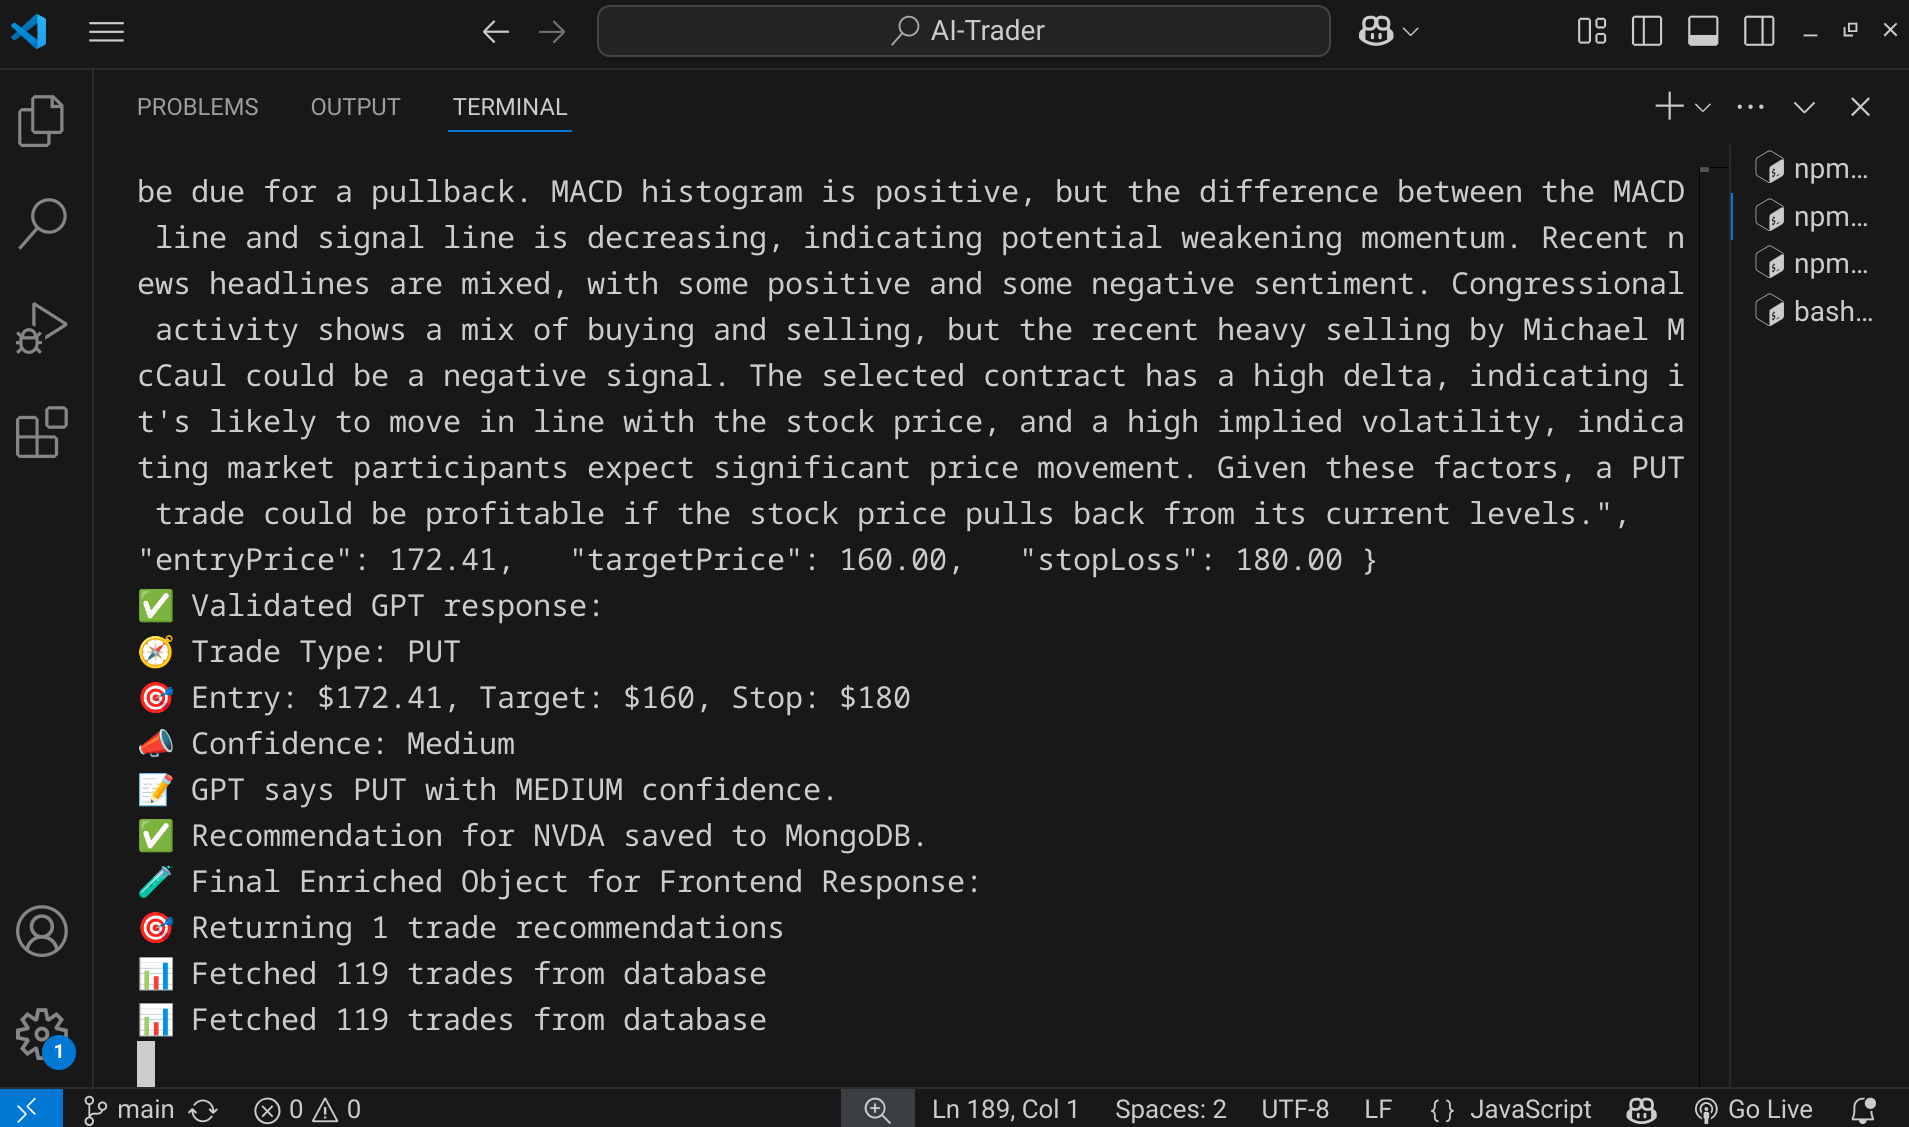 AI-Trader
PROBLEMS OUTPUT TERMINAL
be due for a pullback. MACD histogram is positive, but the difference between the MACD
line and signal line is decreasing, indicating potential weakening momentum. Recent n
ews headlines are mixed, with some positive and some negative sentiment. Congressional
activity shows a mix of buying and selling, but the recent heavy selling by Michael M
cCaul could be a negative signal. The selected contract has a high delta, indicating i
t's likely to move in line with the stock price, and a high implied volatility, indica
ting market participants expect significant price movement. Given these factors, a PUT
trade could be profitable if the stock price pulls back from its current levels.",
"entryPrice": 172.41,   "targetPrice": 160.00,   "stopLoss": 180.00 }
✅ Validated GPT response:
🧭 Trade Type: PUT
🎯 Entry: $172.41, Target: $160, Stop: $180
📣 Confidence: Medium
📝 GPT says PUT with MEDIUM confidence.
✅ Recommendation for NVDA saved to MongoDB.
🧪 Final Enriched Object for Frontend Response:
🎯 Returning 1 trade recommendations
📊 Fetched 119 trades from database
📊 Fetched 119 trades from database
npm...
npm...
npm...
bash...
1
main 0 0 Ln 189, Col 1 Spaces: 2 UTF-8 LF {} JavaScript Go Live